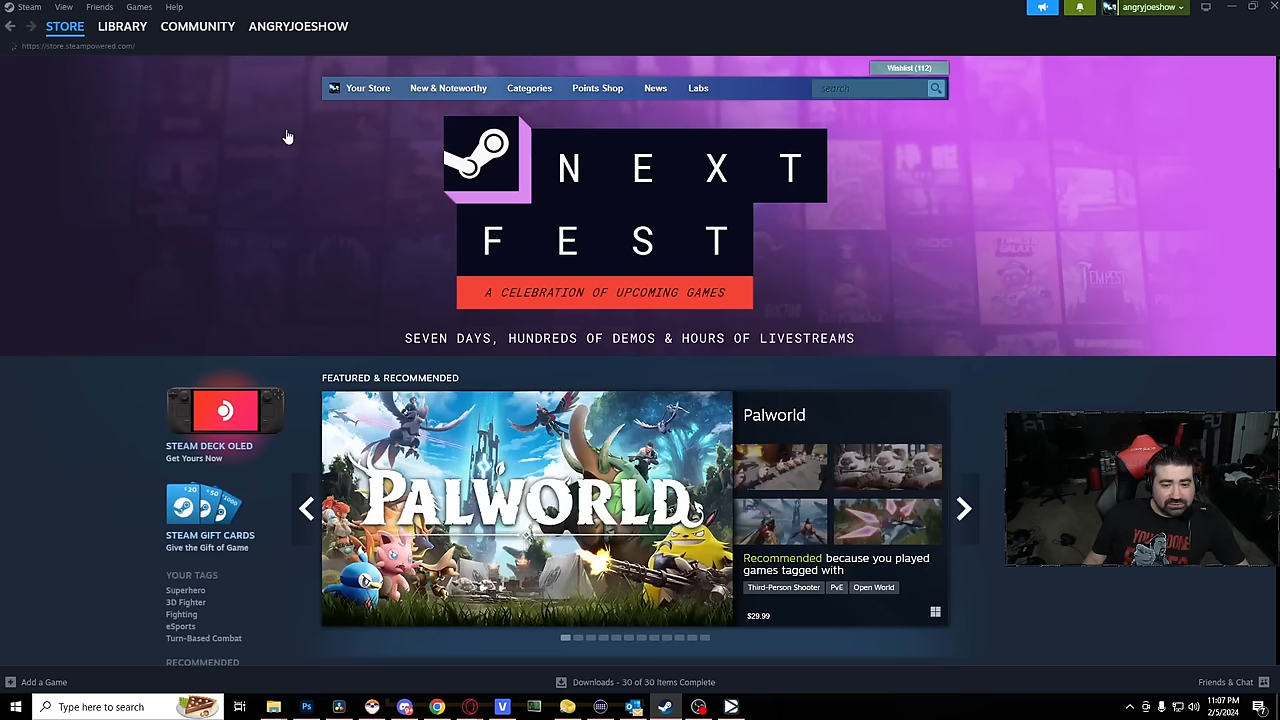 Steam View Friends Games Help
angryjoeshow
STORE LIBRARY COMMUNITY ANGRYJOESHOW
https://store.steampowered.com/
Wishlist (112)
Your Store New & Noteworthy Categories Points Shop News Labs
search
NEXT
FEST
A CELEBRATION OF UPCOMING GAMES
SEVEN DAYS, HUNDREDS OF DEMOS & HOURS OF LIVESTREAMS
FEATURED & RECOMMENDED
STEAM DECK OLED
Get Yours Now
STEAM GIFT CARDS
Give the Gift of Game
YOUR TAGS
Superhero
3D Fighter
Fighting
eSports
Turn-Based Combat
RECOMMENDED
PALWORLD
Palworld
Recommended because you played
games tagged with
Third-Person Shooter PvE Open World
$29.99
Add a Game
Downloads - 30 of 30 Items Complete
Friends & Chat
Type here to search
11:07 PM
2/5/2024